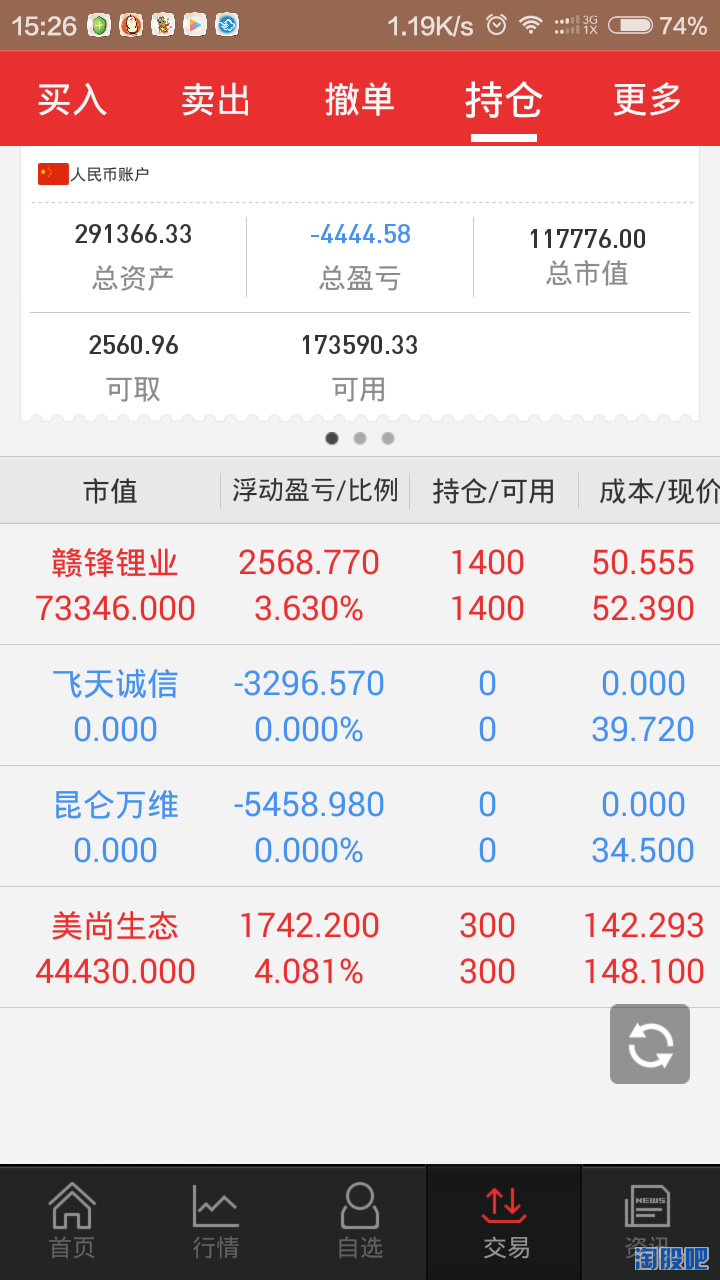 15:26 1.19K/s 3G 1X 74%
买入 卖出 撤单 持仓 更多
人民币账户
291366.33 -4444.58 117776.00
总资产 总盈亏 总市值
2560.96 173590.33
可取 可用
市值 浮动盈亏/比例 持仓/可用 成本/现价
赣锋锂业 2568.770 1400 50.555
73346.000 3.630% 1400 52.390
飞天诚信 -3296.570 0 0.000
0.000 0.000% 0 39.720
昆仑万维 -5458.980 0 0.000
0.000 0.000% 0 34.500
美尚生态 1742.200 300 142.293
44430.000 4.081% 300 148.100
NEWS
首页 行情 自选 交易 资讯
淘股吧